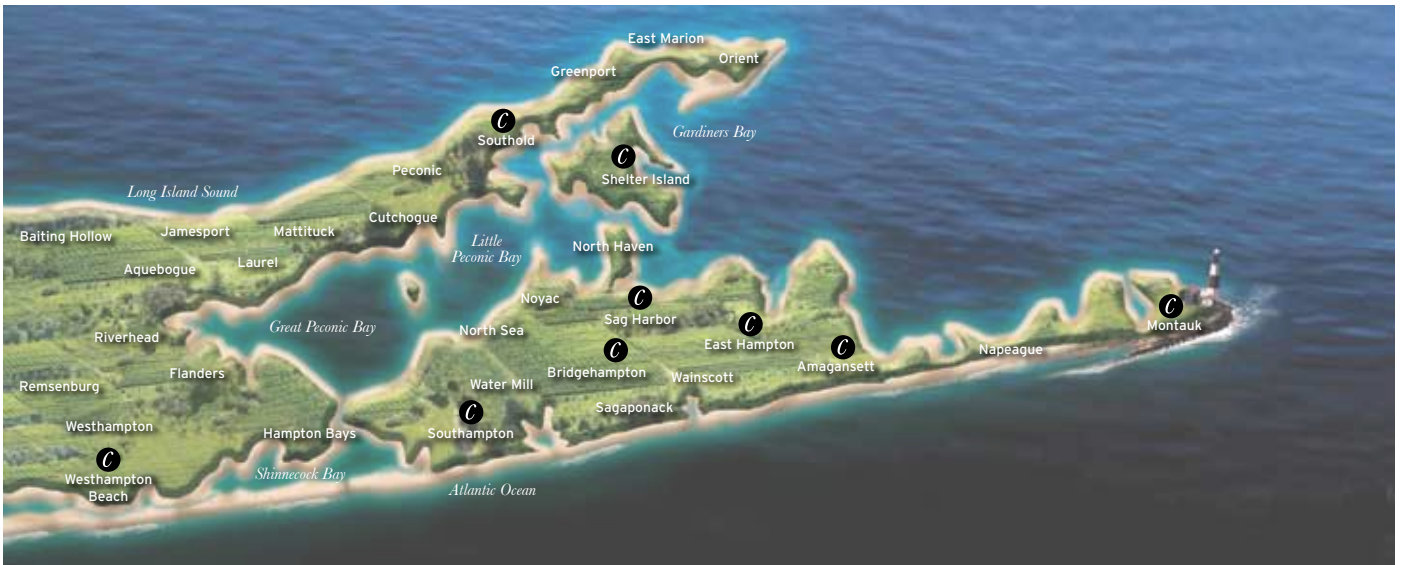 East Marion
Orient
Greenport
Gardiners Bay
C
Southold
C
Shelter Island
Peconic
Long Island Sound
Cutchogue
Baiting Hollow
Jamesport
Mattituck
Little
Peconic Bay
North Haven
Aquebogue
Laurel
Noyac
C
Sag Harbor
C
East Hampton
C
Montauk
Great Peconic Bay
North Sea
Riverhead
C
Bridgehampton
C
Amagansett
Napeague
Flanders
Remsenburg
Water Mill
Wainscott
Sagaponack
C
Southampton
Westhampton
Hampton Bays
C
Westhampton
Beach
Shinnecock Bay
Atlantic Ocean